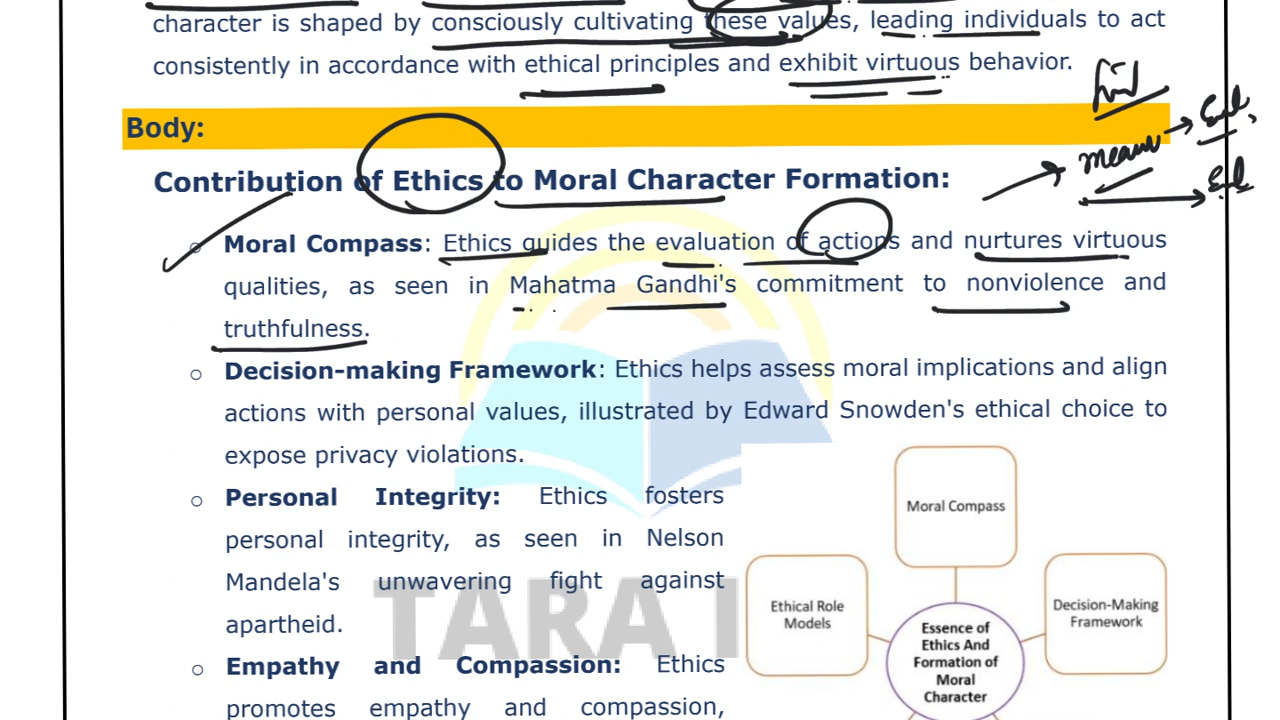 character is shaped by consciously cultivating these values, leading individuals to act
consistently in accordance with ethical principles and exhibit virtuous behavior.
Body:
means → End,
End
Contribution of Ethics to Moral Character Formation:
○ Moral Compass: Ethics guides the evaluation of actions and nurtures virtuous
qualities, as seen in Mahatma Gandhi's commitment to nonviolence and
truthfulness.
○ Decision-making Framework: Ethics helps assess moral implications and align
actions with personal values, illustrated by Edward Snowden's ethical choice to
expose privacy violations.
○ Personal Integrity: Ethics fosters
personal integrity, as seen in Nelson
Mandela's unwavering fight against
apartheid.
○ Empathy and Compassion: Ethics
promotes empathy and compassion,
Moral Compass
Ethical Role
Models
Decision-Making
Framework
Essence of
Ethics And
Formation of
Moral
Character
TARA I